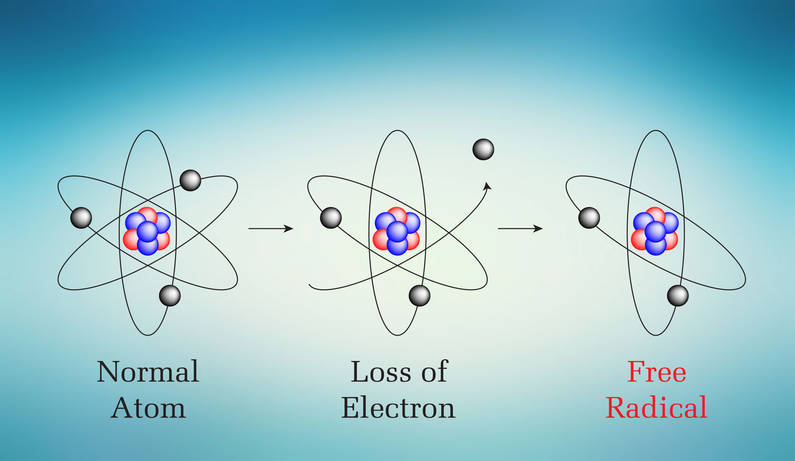 Normal
Atom
Loss of
Electron
Free
Radical